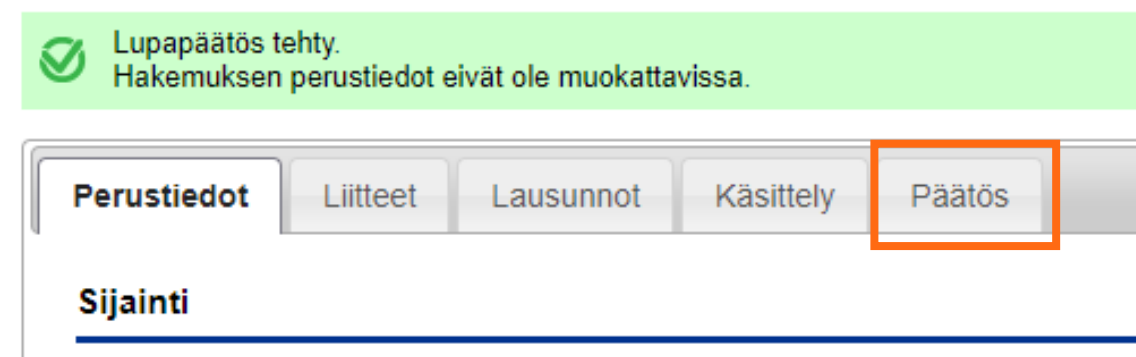 Lupapäätös tehty.
Hakemuksen perustiedot eivät ole muokattavissa.
Perustiedot Liitteet Lausunnot Käsittely Päätös
Sijainti